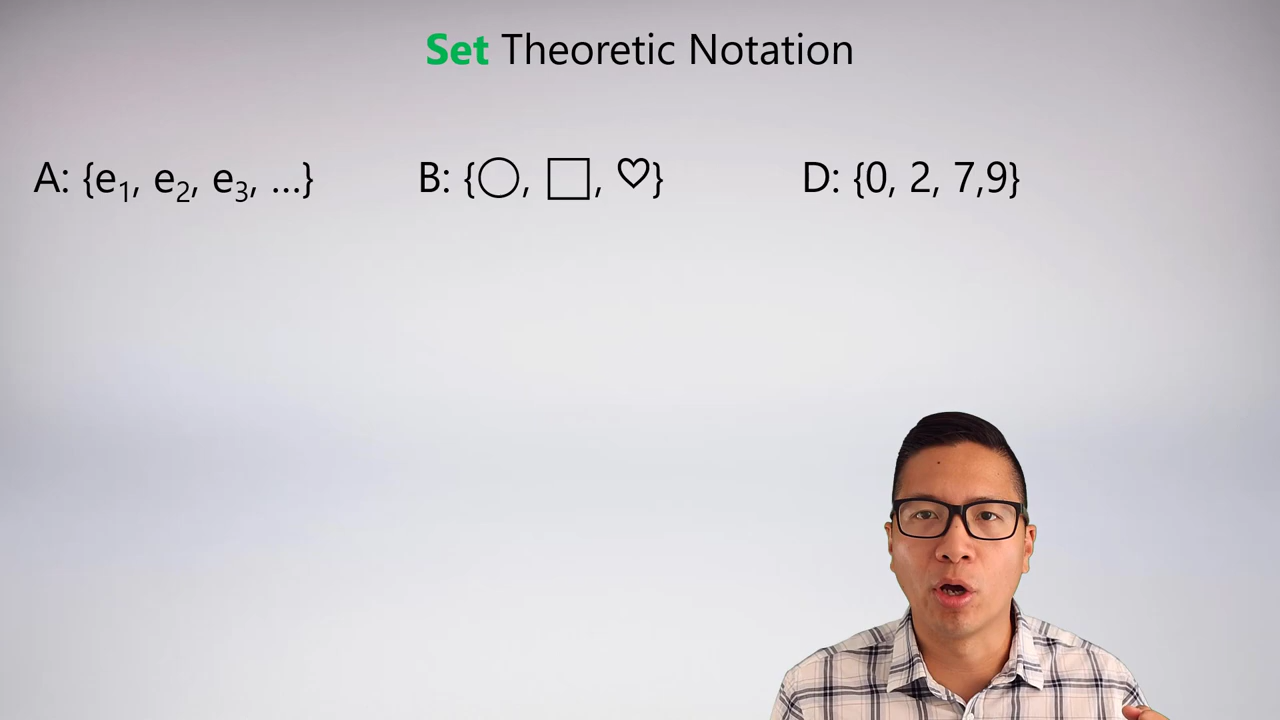 Set Theoretic Notation
A: {e₁, e₂, e₃, ...} B: {○, □, ♡} D: {0, 2, 7,9}